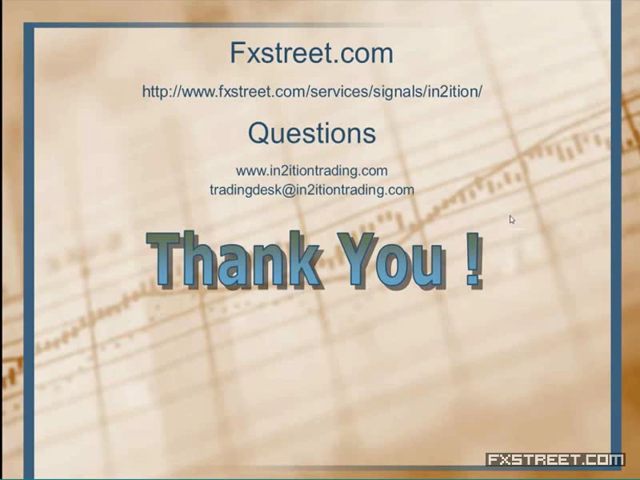 Fxstreet.com
http://www.fxstreet.com/services/signals/in2ition/
Questions
www.in2itiontrading.com
tradingdesk@in2itiontrading.com
Thank You !
FXSTREET.COM